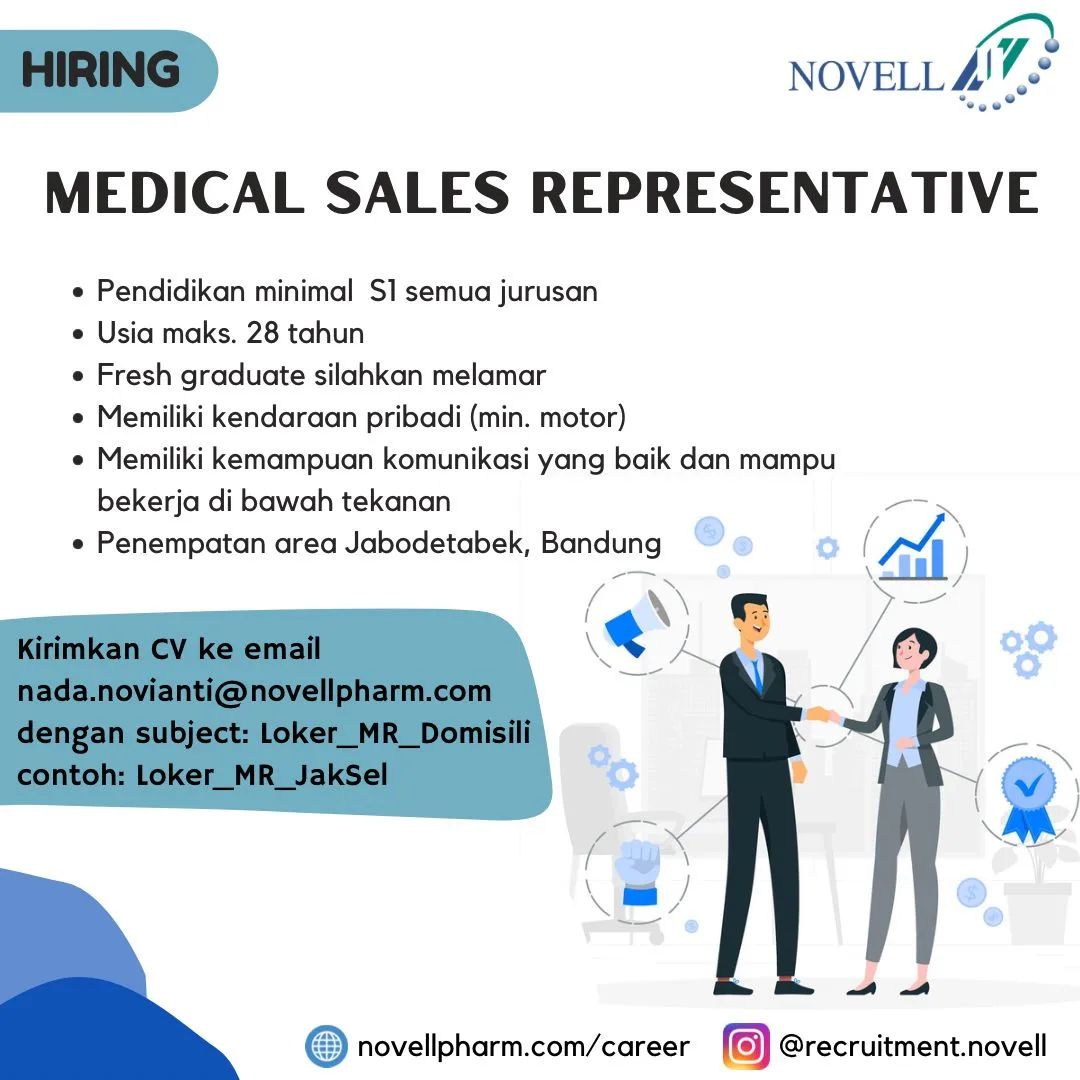 HIRING
NOVELL
MEDICAL SALES REPRESENTATIVE
• Pendidikan minimal S1 semua jurusan
• Usia maks. 28 tahun
• Fresh graduate silahkan melamar
• Memiliki kendaraan pribadi (min. motor)
• Memiliki kemampuan komunikasi yang baik dan mampu
bekerja di bawah tekanan
• Penempatan area Jabodetabek, Bandung
Kirimkan CV ke email
nada.novianti@novellpharm.com
dengan subject: Loker_MR_Domisili
contoh: Loker_MR_JakSel
novellpharm.com/career
@recruitment.novell